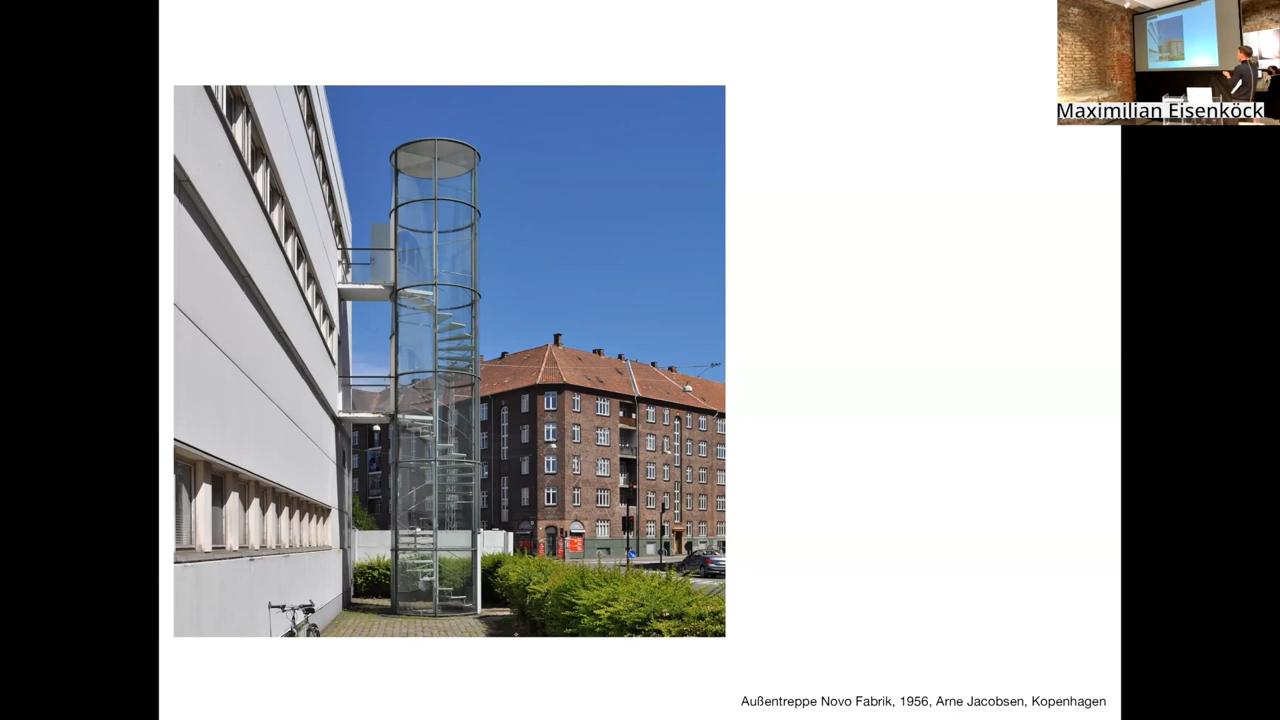 Maximilian Eisenköck
Außentreppe Novo Fabrik, 1956, Arne Jacobsen, Kopenhagen